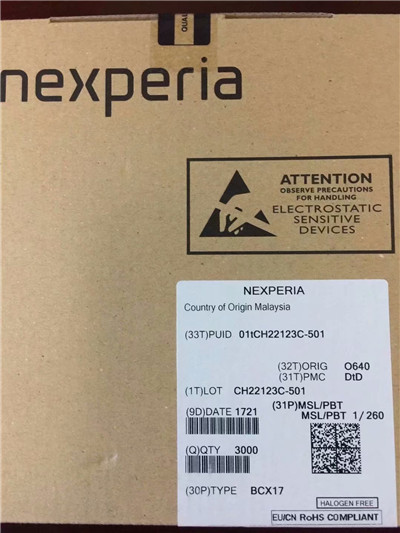 QUAL
nexperia
ATTENTION
OBSERVE PRECAUTIONS
FOR HANDLING
ELECTROSTATIC
SENSITIVE
DEVICES
NEXPERIA
Country of Origin Malaysia
(33T)PUID 01tCH22123C-501
(32T)ORIG O640
(31T)PMC DtD
(1T)LOT CH22123C-501
(9D)DATE 1721
(31P)MSL/PBT
MSL/PBT 1/260
(Q)QTY 3000
(30P)TYPE BCX17
HALOGEN FREE
EU/CN RoHS COMPLIANT